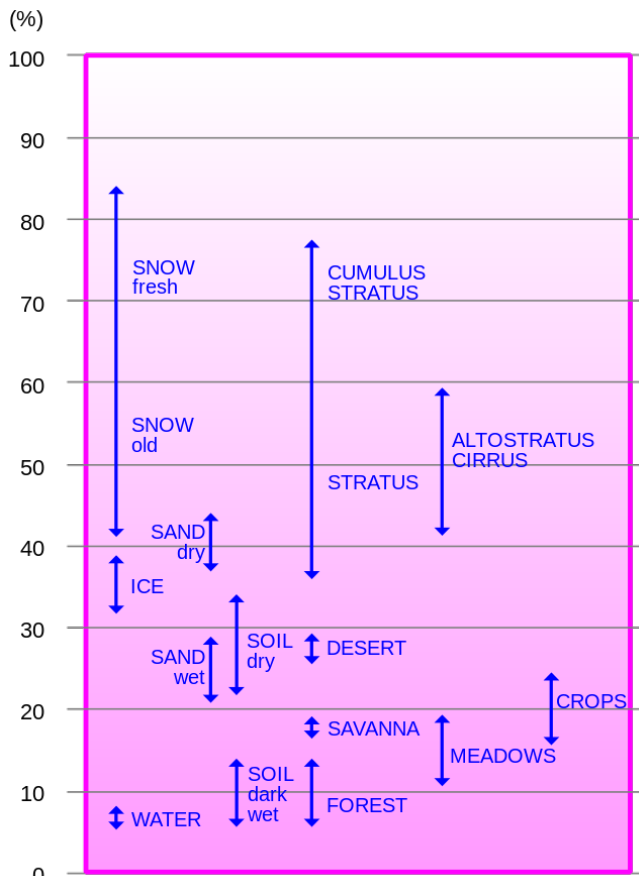 (%)
100
90
80
SNOW
fresh
CUMULUS
STRATUS
70
60
SNOW
old
ALTOSTRATUS
CIRRUS
50
STRATUS
40
SAND
dry
ICE
30
SOIL
dry
DESERT
SAND
wet
CROPS
20
SAVANNA
MEADOWS
10
SOIL
dark
wet
FOREST
WATER
0